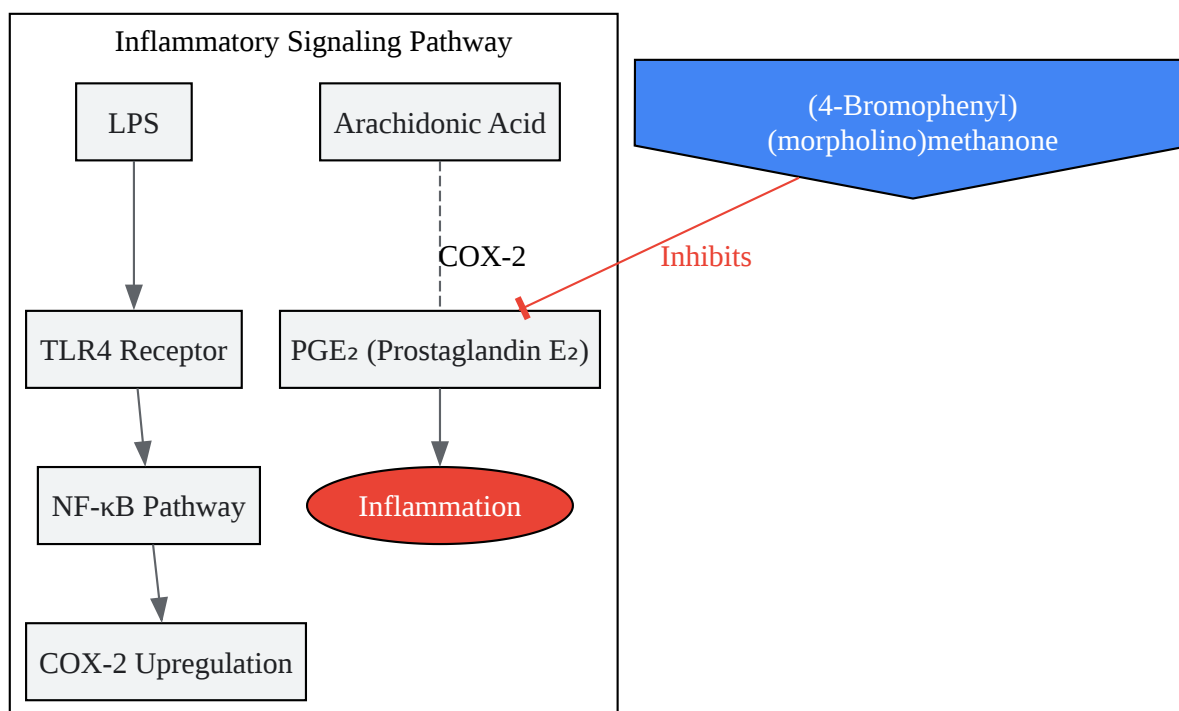 Inflammatory Signaling Pathway
LPS
Arachidonic Acid
(4-Bromophenyl)
(morpholino)methanone
COX-2
Inhibits
TLR4 Receptor
PGE₂ (Prostaglandin E₂)
NF-κB Pathway
Inflammation
COX-2 Upregulation